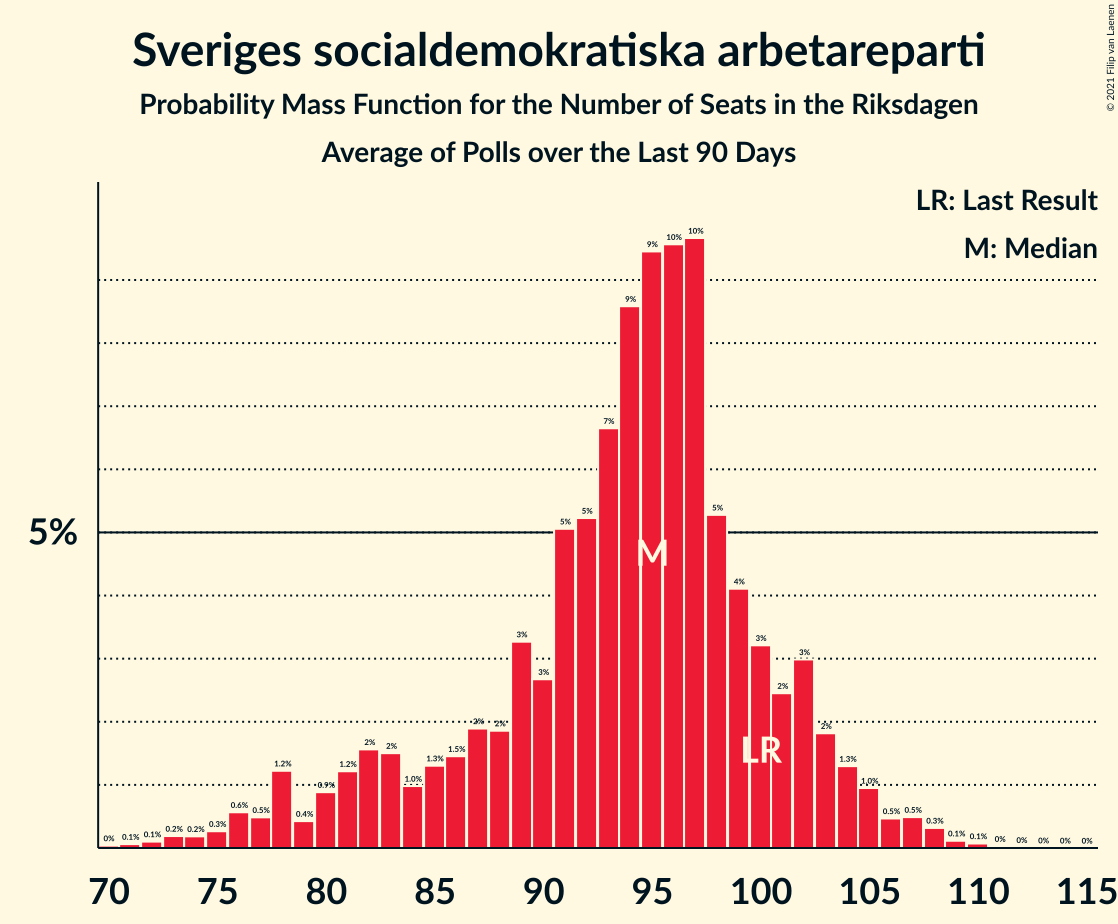 © 2021 Filip van Laenen
Sveriges socialdemokratiska arbetareparti
Probability Mass Function for the Number of Seats in the Riksdagen
Average of Polls over the Last 90 Days
LR: Last Result
M: Median
5%
0% 0.1% 0.1% 0.2% 0.2% 0.3% 0.6% 0.5% 1.2% 0.4% 0.9% 1.2% 2% 2% 1.0% 1.3% 1.5% 2% 2% 3% 3% 5% 5% 7% 9% 9% 10% 10% 5% 4% 3% 2% 3% 2% 1.3% 1.0% 0.5% 0.5% 0.3% 0.1% 0.1% 0% 0% 0% 0% 0%
M
LR
70 75 80 85 90 95 100 105 110 115